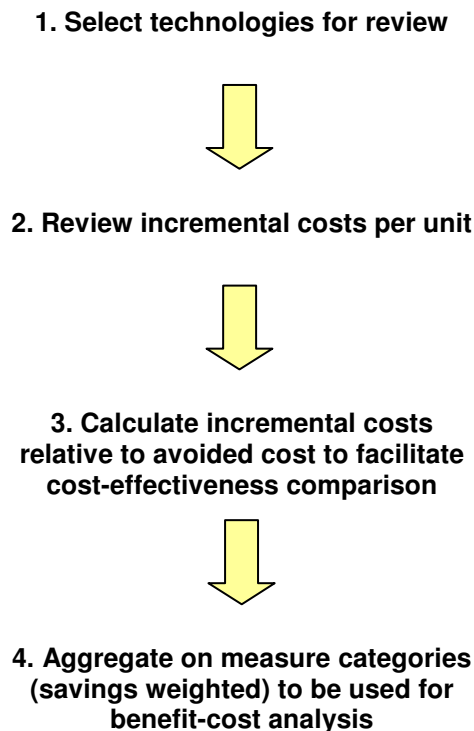 1. Select technologies for review
2. Review incremental costs per unit
3. Calculate incremental costs
relative to avoided cost to facilitate
cost-effectiveness comparison
4. Aggregate on measure categories
(savings weighted) to be used for
benefit-cost analysis